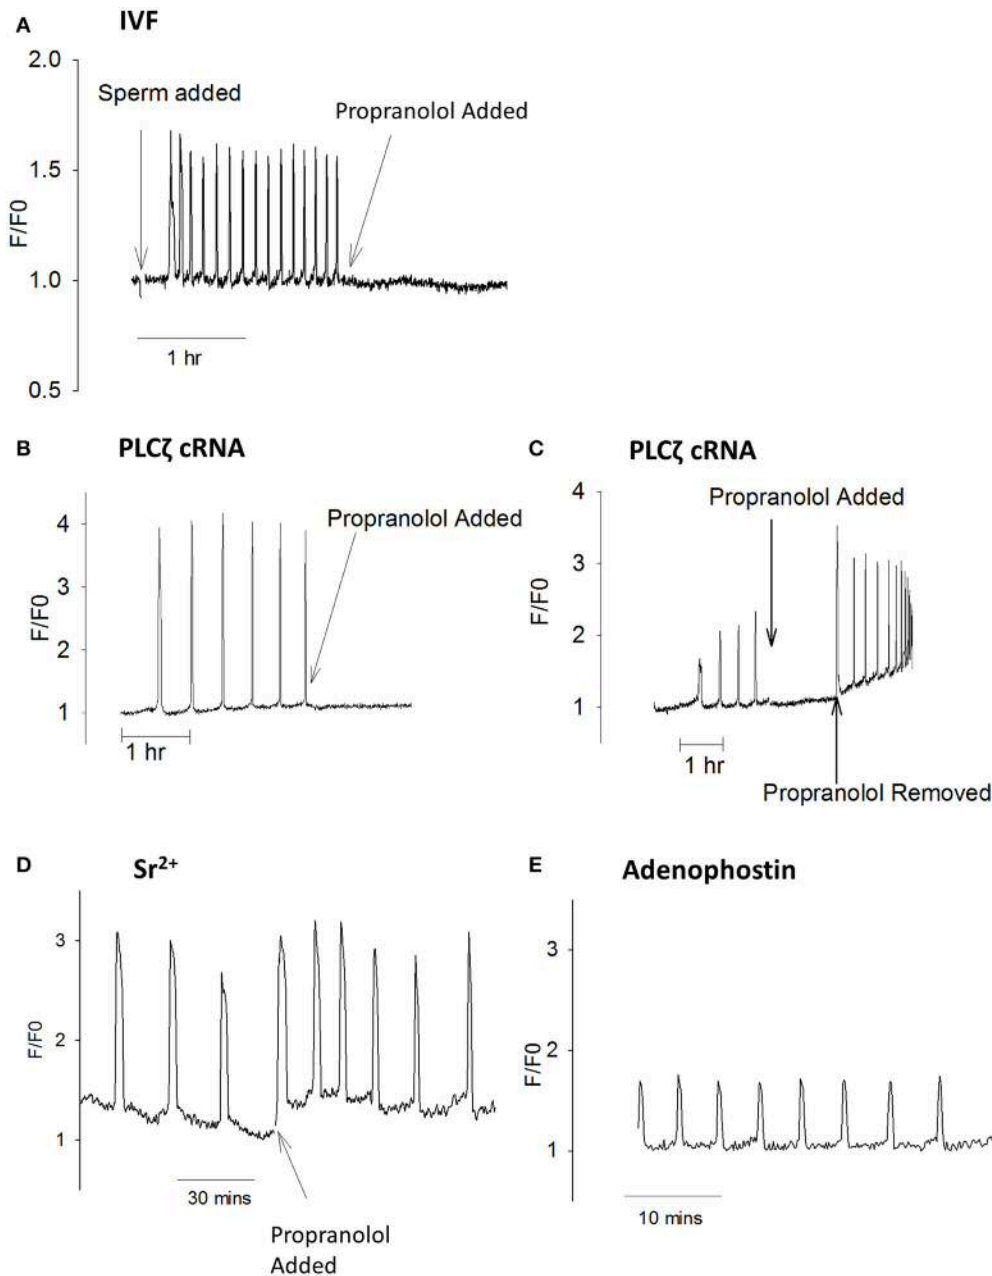 A
IVF
2.0
Sperm added
Propranolol Added
1.5
F/F0
1.0
1 hr
0.5
B
PLCζ cRNA
4
Propranolol Added
3
F/F0
2
1
1 hr
C
PLCζ cRNA
4
Propranolol Added
3
F/F0
2
1
1 hr
Propranolol Removed
D
Sr²⁺
3
F/F0
2
1
30 mins
Propranolol
Added
E
Adenophostin
3
F/F0
2
1
10 mins